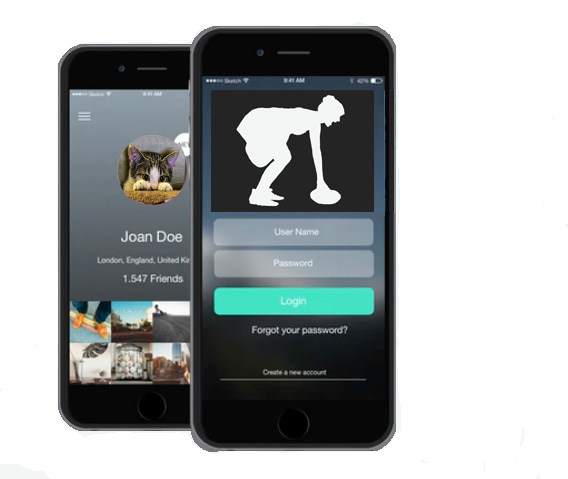 ●●●○○ Sketch
9:41 AM
Joan Doe
London, England, United Kin
1.547 Friends
●●●○○ Sketch
9:41 AM
42%
User Name
Password
Login
Forgot your password?
Create a new account